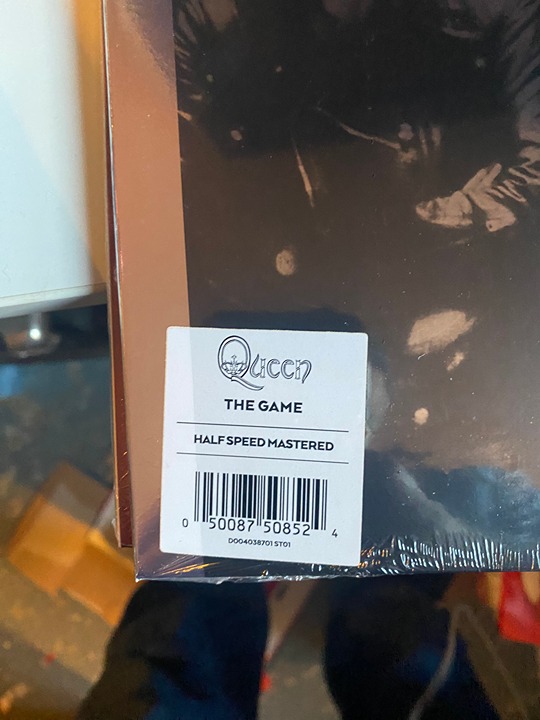 Queen
THE GAME
HALF SPEED MASTERED
0 50087 50852 4
D004038701 ST01